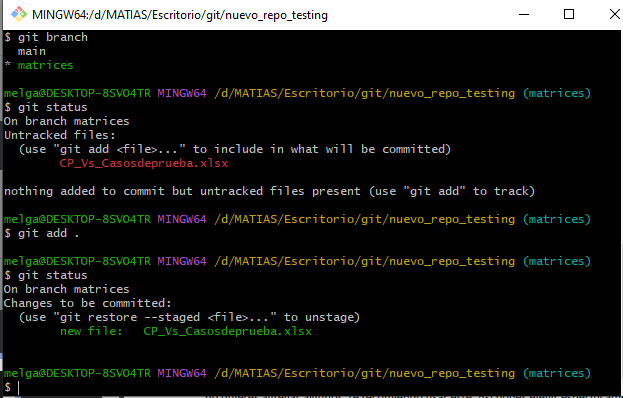 MINGW64:/d/MATIAS/Escritorio/git/nuevo_repo_testing
$ git branch
  main
* matrices
melga@DESKTOP-8SVO4TR MINGW64 /d/MATIAS/Escritorio/git/nuevo_repo_testing (matrices)
$ git status
On branch matrices
Untracked files:
  (use "git add <file>..." to include in what will be committed)
        CP_Vs_Casosdeprueba.xlsx
nothing added to commit but untracked files present (use "git add" to track)
melga@DESKTOP-8SVO4TR MINGW64 /d/MATIAS/Escritorio/git/nuevo_repo_testing (matrices)
$ git add .
melga@DESKTOP-8SVO4TR MINGW64 /d/MATIAS/Escritorio/git/nuevo_repo_testing (matrices)
$ git status
On branch matrices
Changes to be committed:
  (use "git restore --staged <file>..." to unstage)
        new file:   CP_Vs_Casosdeprueba.xlsx
melga@DESKTOP-8SVO4TR MINGW64 /d/MATIAS/Escritorio/git/nuevo_repo_testing (matrices)
$